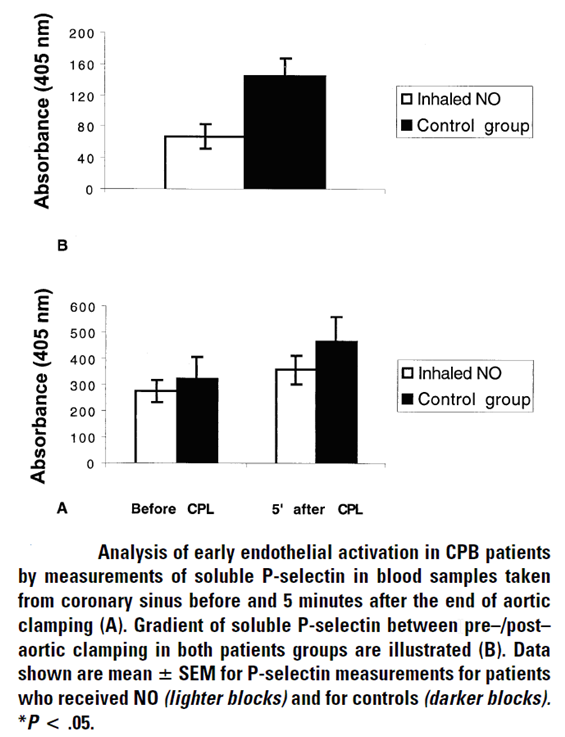 200
160
120
80
40
0
Absorbance (405 nm)
Inhaled NO
Control group
B
600
500
400
300
200
100
0
Absorbance (405 nm)
Inhaled NO
Control group
A Before CPL 5' after CPL
Analysis of early endothelial activation in CPB patients
by measurements of soluble P-selectin in blood samples taken
from coronary sinus before and 5 minutes after the end of aortic
clamping (A). Gradient of soluble P-selectin between pre–/post–
aortic clamping in both patients groups are illustrated (B). Data
shown are mean ± SEM for P-selectin measurements for patients
who received NO (lighter blocks) and for controls (darker blocks).
*P < .05.